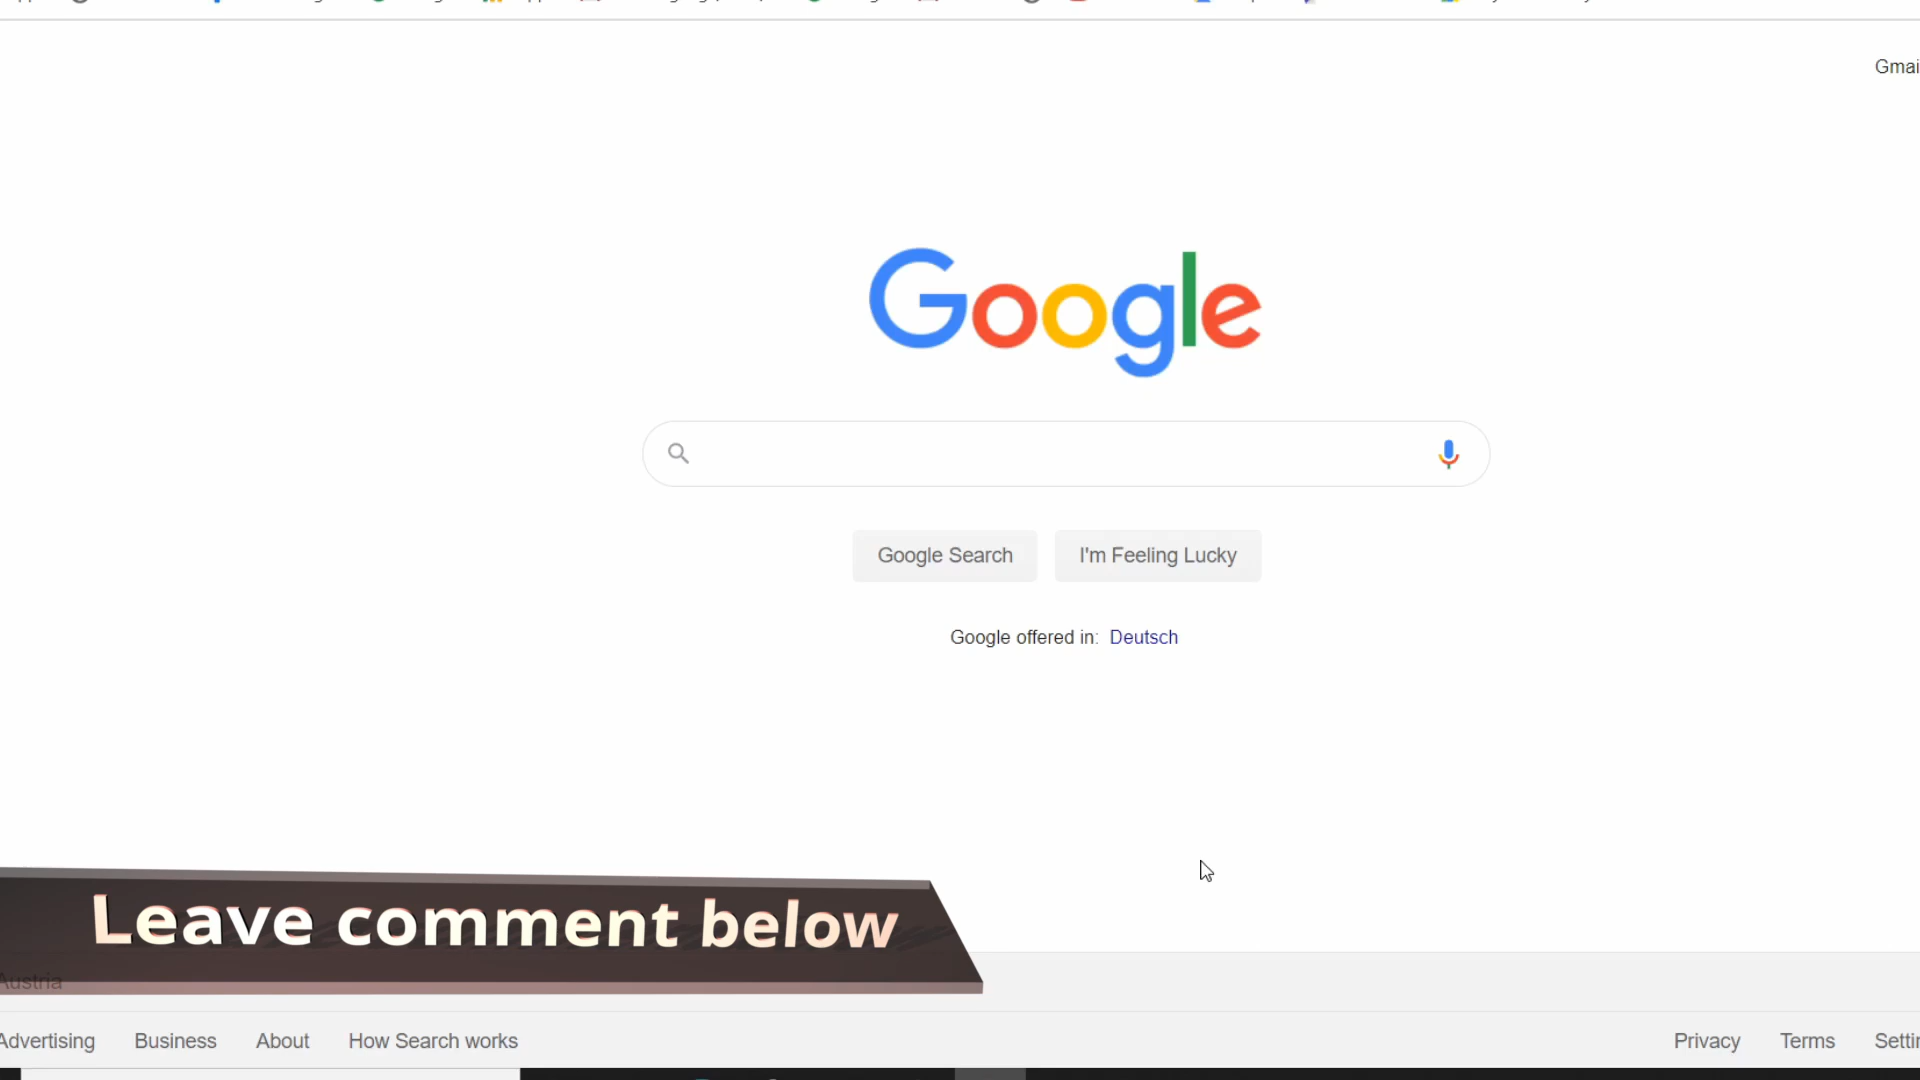 Gmai
Google
Google Search
I'm Feeling Lucky
Google offered in: Deutsch
Leave comment below
Austria
Advertising Business About How Search works Privacy Terms Settin